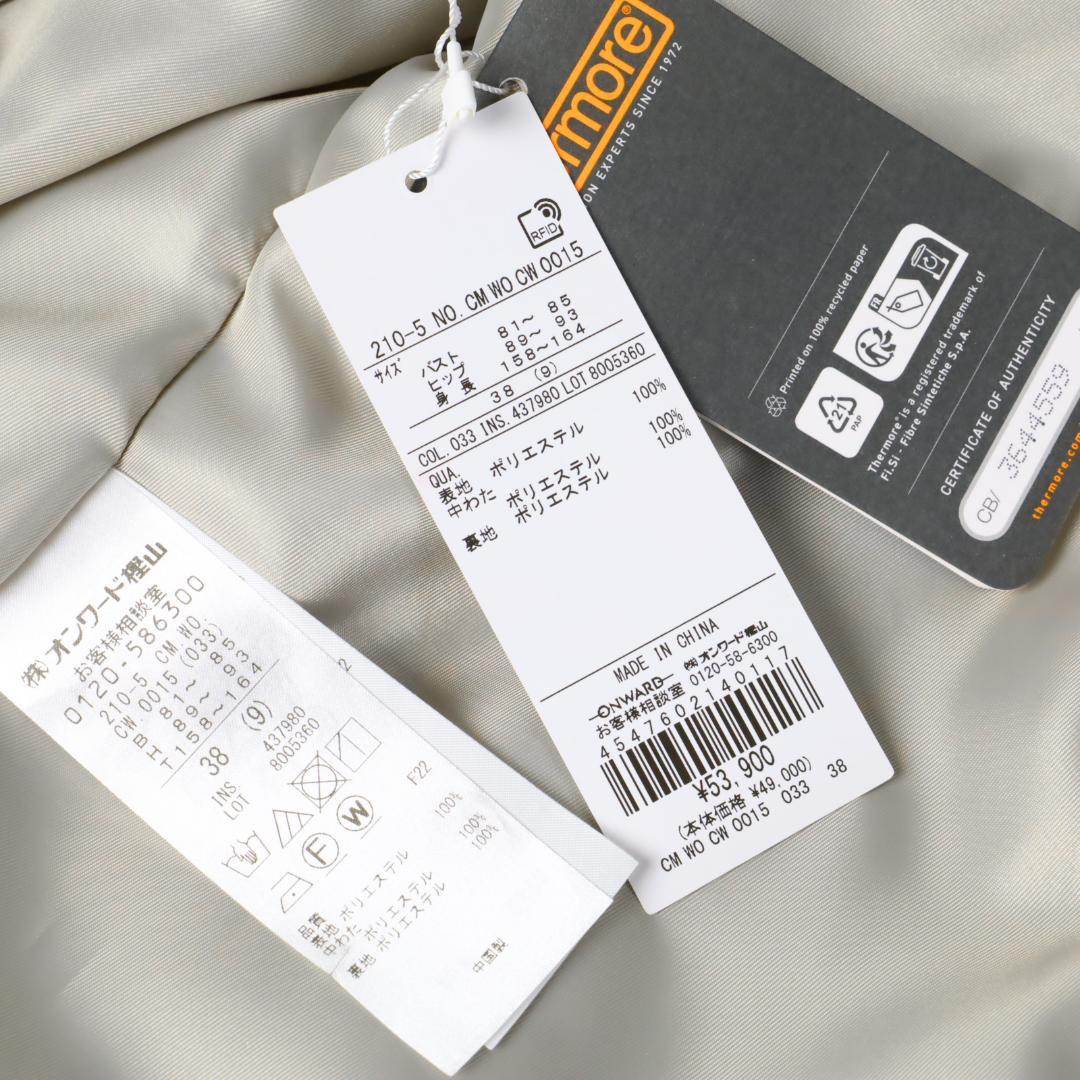 RFID
210-5 NO. CM WO CW 0015
サイズ バスト 81〜 85
ヒップ 89〜 93
身長 158〜164
38 (9)
COL. 033 INS. 437980 LOT 8005360
QUA.
表地 ポリエステル 100%
中わた ポリエステル 100%
裏地 ポリエステル 100%
MADE IN CHINA
ONWARD ㈱オンワード樫山
お客様相談室 0120-58-6300
4547602140117
¥53,900
(本体価格 ¥49,000)
CM WO CW 0015 033 38
㈱オンワード樫山
お客様相談室
0120-586300
210-5 CM WO
CW 0015 (033)
B 81〜 85
H 89〜 93
T 158〜164
38 (9)
INS. 437980
LOT 8005360
F
W
F22
品質
表地 ポリエステル 100%
中わた ポリエステル 100%
裏地 ポリエステル 100%
中国製
2
rmore®
ON EXPERTS SINCE 1972
Printed on 100% recycled paper
FR
21
PAP
Thermore® is a registered trademark of
Fi.Si - Fibre Sintetiche S.p.A.
CERTIFICATE OF AUTHENTICITY
CB/ 3644559
thermore.com